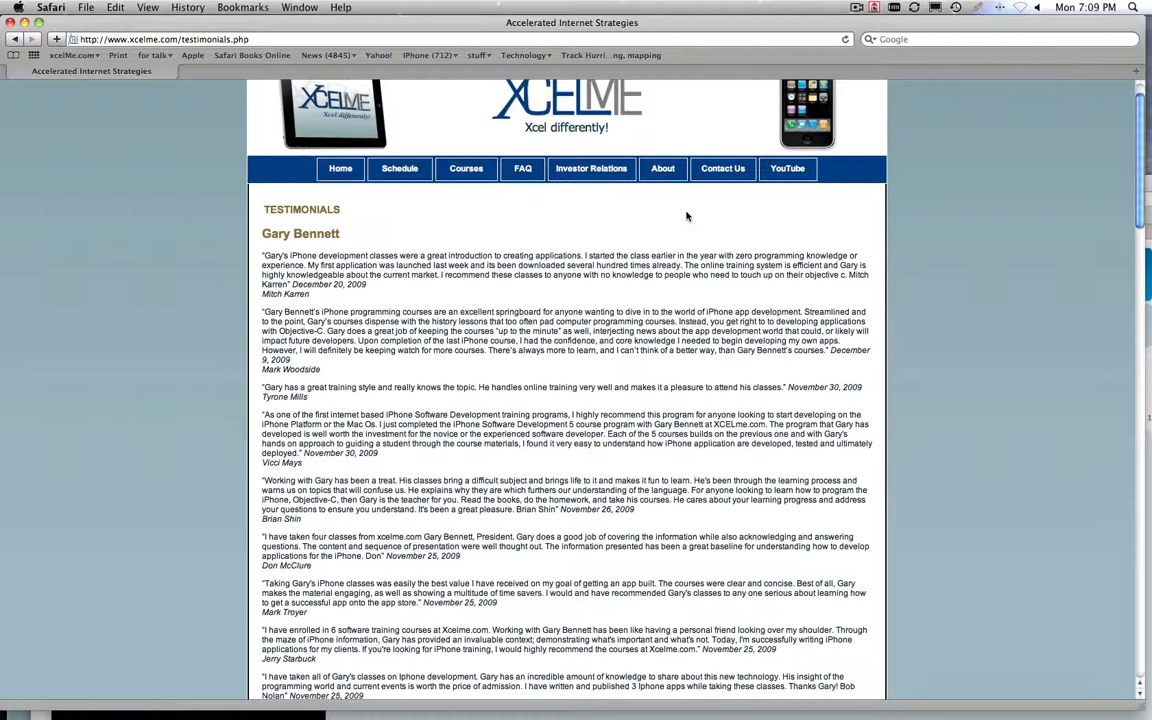 Safari File Edit View History Bookmarks Window Help Mon 7:09 PM
Accelerated Internet Strategies
http://www.xcelme.com/testimonials.php Google
xcelMe.com Print for talk Apple Safari Books Online News (4845) Yahoo! iPhone (712) stuff Technology Track Hurri...ng, mapping
Accelerated Internet Strategies
XCELME
XCELME
Xcel differently!
Xcel differently!
Home Schedule Courses FAQ Investor Relations About Contact Us YouTube
TESTIMONIALS
Gary Bennett
"Gary's iPhone development classes were a great introduction to creating applications. I started the class earlier in the year with zero programming knowledge or
experience. My first application was launched last week and its been downloaded several hundred times already. The online training system is efficient and Gary is
highly knowledgeable about the current market. I recommend these classes to anyone with no knowledge to people who need to touch up on their objective c. Mitch
Karren" December 20, 2009
Mitch Karren
"Gary Bennett's iPhone programming courses are an excellent springboard for anyone wanting to dive in to the world of iPhone app development. Streamlined and
to the point, Gary's courses dispense with the history lessons that too often pad computer programming courses. Instead, you get right to to developing applications
with Objective-C. Gary does a great job of keeping the courses "up to the minute" as well, interjecting news about the app development world that could, or likely will
impact future developers. Upon completion of the last iPhone course, I had the confidence, and core knowledge I needed to begin developing my own apps.
However, I will definitely be keeping watch for more courses. There's always more to learn, and I can't think of a better way, than Gary Bennett's courses." December
9, 2009
Mark Woodside
"Gary has a great training style and really knows the topic. He handles online training very well and makes it a pleasure to attend his classes." November 30, 2009
Tyrone Mills
"As one of the first internet based iPhone Software Development training programs, I highly recommend this program for anyone looking to start developing on the
iPhone Platform or the Mac Os. I just completed the iPhone Software Development 5 course program with Gary Bennett at XCELme.com. The program that Gary has
developed is well worth the investment for the novice or the experienced software developer. Each of the 5 courses builds on the previous one and with Gary's
hands on approach to guiding a student through the course materials, I found it very easy to understand how iPhone application are developed, tested and ultimately
deployed." November 30, 2009
Vicci Mays
"Working with Gary has been a treat. His classes bring a difficult subject and brings life to it and makes it fun to learn. He's been through the learning process and
warns us on topics that will confuse us. He explains why they are which furthers our understanding of the language. For anyone looking to learn how to program the
iPhone, Objective-C, then Gary is the teacher for you. Read the books, do the homework, and take his courses. He cares about your learning progress and address
your questions to ensure you understand. It's been a great pleasure. Brian Shin" November 26, 2009
Brian Shin
"I have taken four classes from xcelme.com Gary Bennett, President. Gary does a good job of covering the information while also acknowledging and answering
questions. The content and sequence of presentation were well thought out. The information presented has been a great baseline for understanding how to develop
applications for the iPhone. Don" November 25, 2009
Don McClure
"Taking Gary's iPhone classes was easily the best value I have received on my goal of getting an app built. The courses were clear and concise. Best of all, Gary
makes the material engaging, as well as showing a multitude of time savers. I would and have recommended Gary's classes to any one serious about learning how
to get a successful app onto the app store." November 25, 2009
Mark Troyer
"I have enrolled in 6 software training courses at Xcelme.com. Working with Gary Bennett has been like having a personal friend looking over my shoulder. Through
the maze of iPhone information, Gary has provided an invaluable context; demonstrating what's important and what's not. Today, I'm successfully writing iPhone
applications for my clients. If you're looking for iPhone training, I would highly recommend the courses at Xcelme.com." November 25, 2009
Jerry Starbuck
"I have taken all of Gary's classes on Iphone development. Gary has an incredible amount of knowledge to share about this new technology. His insight of the
programming world and current events is worth the price of admission. I have written and published 3 Iphone apps while taking these classes. Thanks Gary! Bob
Nolan" November 25, 2009